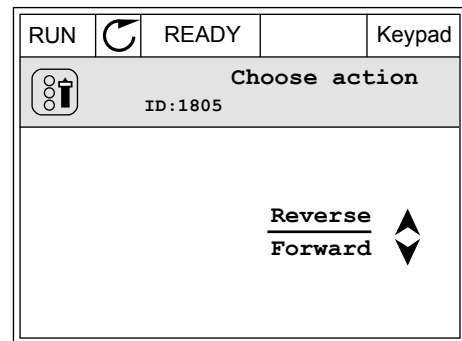 RUN READY Keypad
Choose action
ID:1805
Reverse
Forward